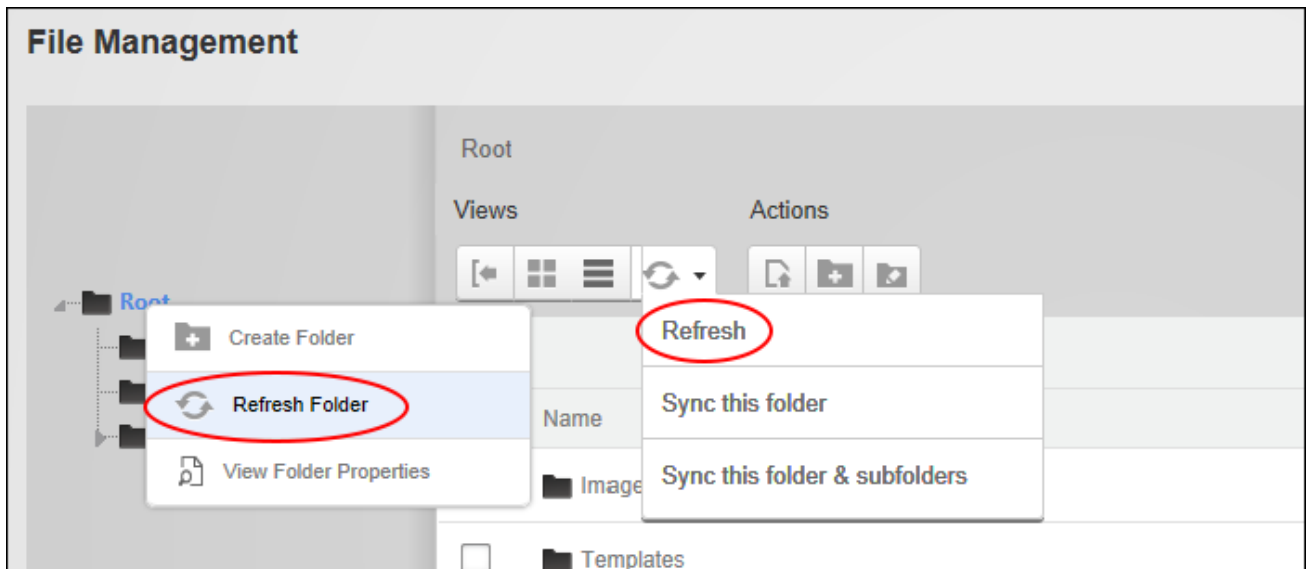 File Management
Root
Views
Actions
Root
Create Folder
Refresh Folder
View Folder Properties
Refresh
Sync this folder
Sync this folder & subfolders
Name
Image
Templates